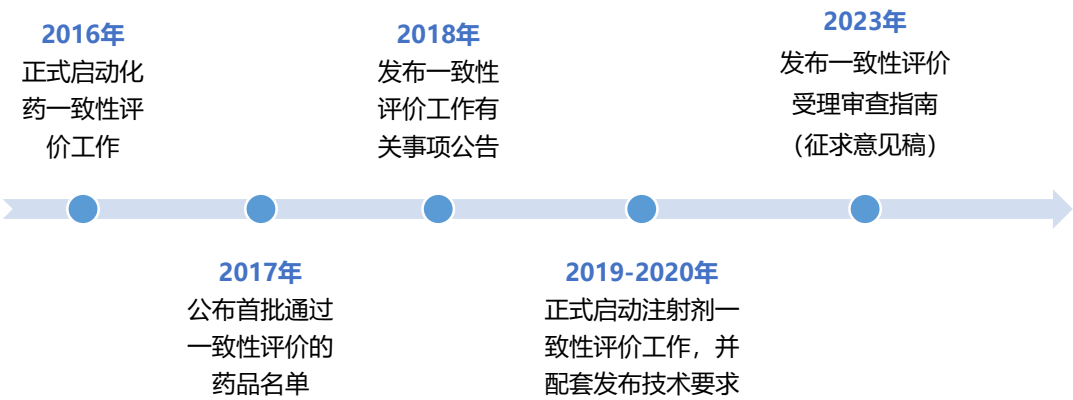 2016年
正式启动化
药一致性评
价工作
2017年
公布首批通过
一致性评价的
药品名单
2018年
发布一致性
评价工作有
关事项公告
2019-2020年
正式启动注射剂一
致性评价工作，并
配套发布技术要求
2023年
发布一致性评价
受理审查指南
（征求意见稿）